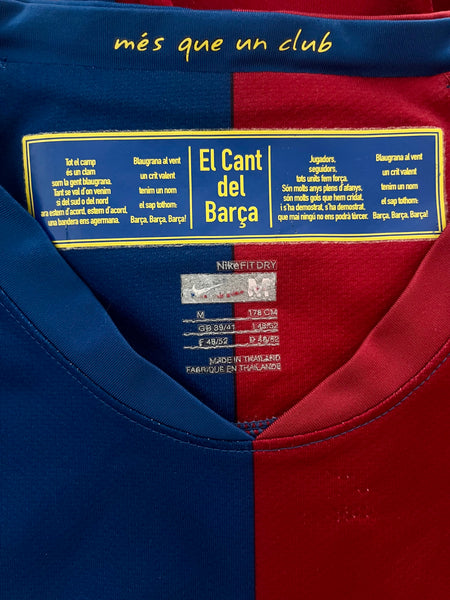 més que un club
Tot el camp
és un clam
som la gent blaugrana.
Tant se val d'on venim
si del sud o del nord
ara estem d'acord, estem d'acord,
una bandera ens agermana.
Blaugrana al vent
un crit valent
tenim un nom
el sap tothom:
Barça, Barça, Barça!
El Cant
del
Barça
Jugadors,
seguidors,
tots units fem força.
Són molts anys plens d'afanys,
són molts gols que hem cridat,
i s'ha demostrat, s'ha demostrat,
que mai ningú no ens podrà tòrcer.
Blaugrana al vent
un crit valent
tenim un nom
el sap tothom:
Barça, Barça, Barça!
NikeFIT DRY
M
M 178 CM
GB 39/41 I 48/52
F 48/52 D 48/52
MADE IN THAILAND
FABRIQUE EN THAILANDE